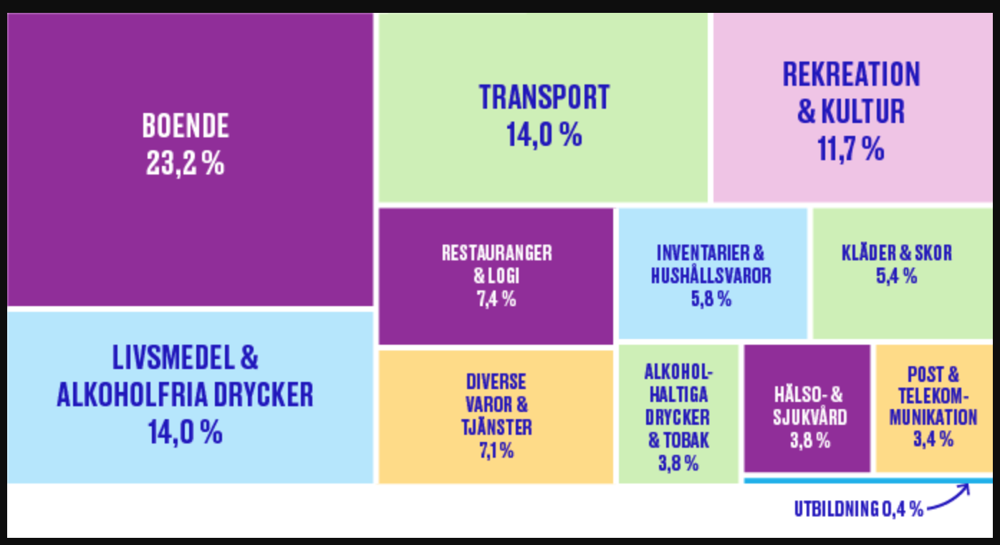 BOENDE
23,2 %
TRANSPORT
14,0 %
REKREATION
& KULTUR
11,7 %
LIVSMEDEL &
ALKOHOLFRIA DRYCKER
14,0 %
RESTAURANGER
& LOGI
7,4 %
INVENTARIER &
HUSHÅLLSVAROR
5,8 %
KLÄDER & SKOR
5,4 %
DIVERSE
VAROR &
TJÄNSTER
7,1 %
ALKOHOL-
HALTIGA
DRYCKER
& TOBAK
3,8 %
HÄLSO- &
SJUKVÅRD
3,8 %
POST &
TELEKOM-
MUNIKATION
3,4 %
UTBILDNING 0,4 %